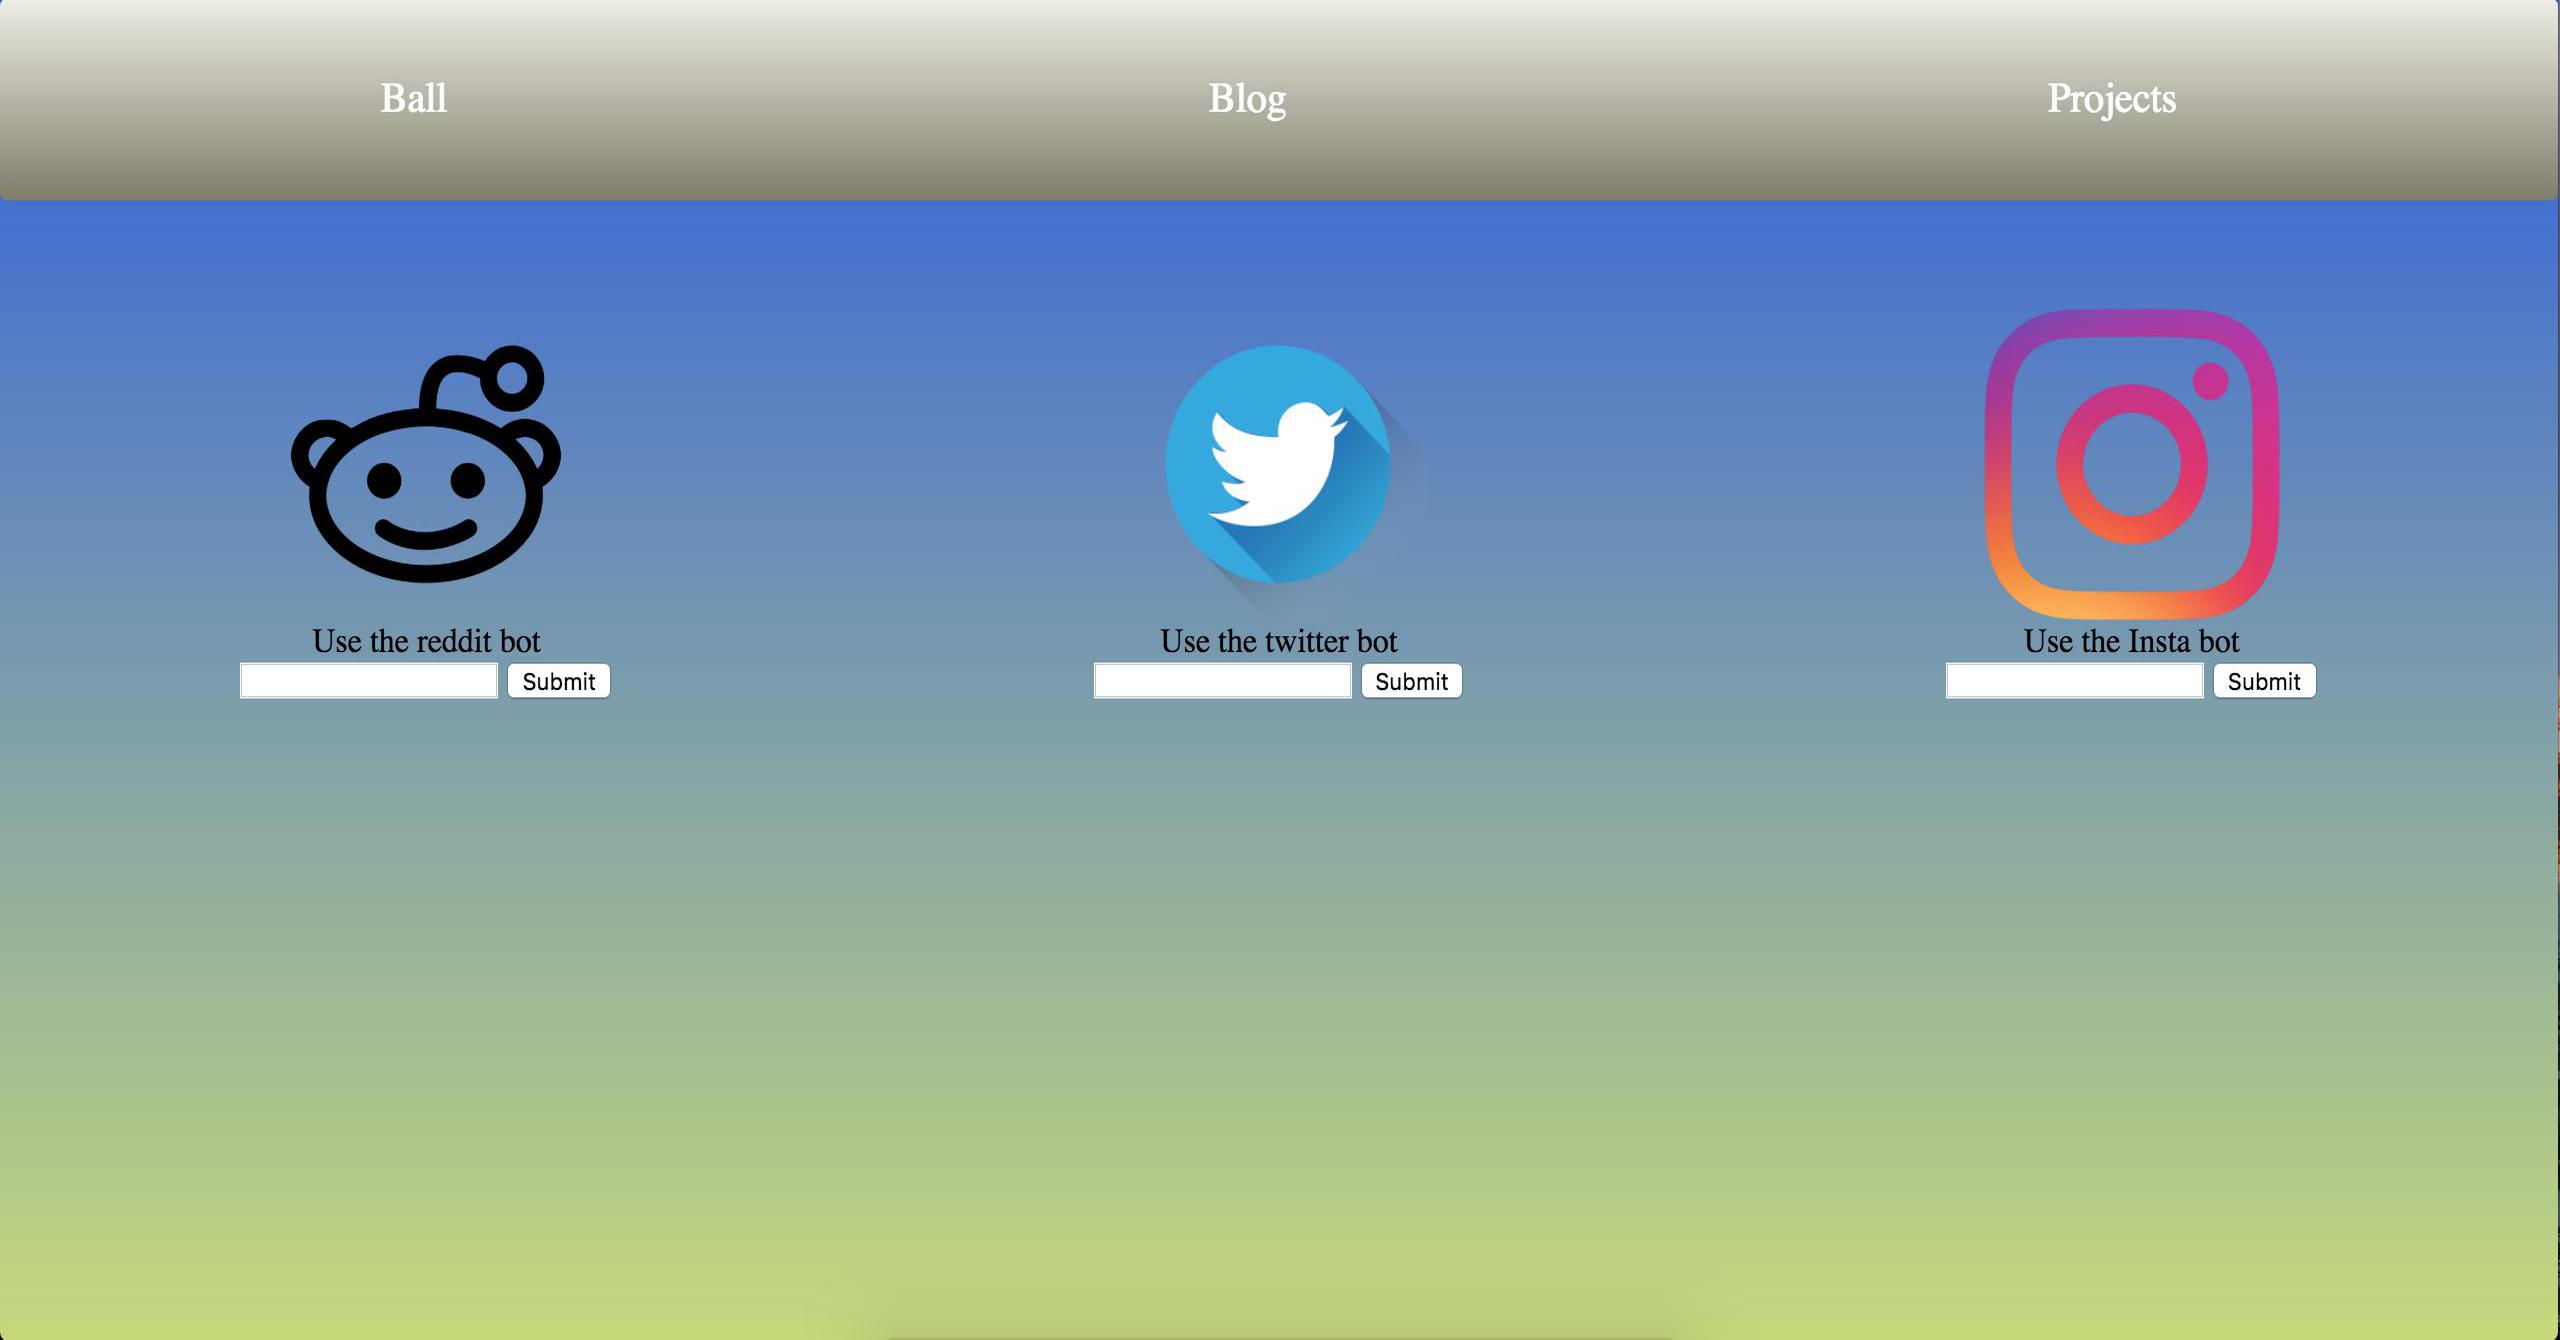 Ball Blog Projects
Use the reddit bot Use the twitter bot Use the Insta bot
Submit Submit Submit